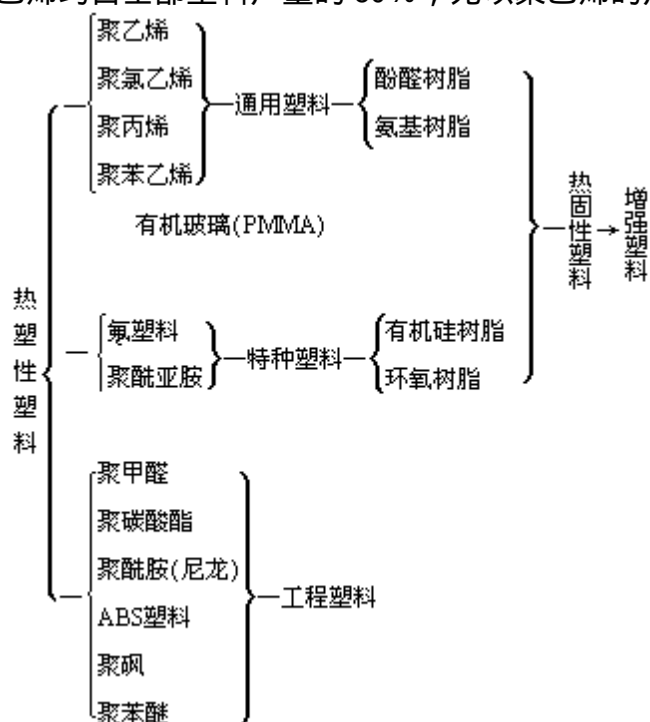 聚乙烯
聚氯乙烯
聚丙烯
聚苯乙烯
通用塑料
酚醛树脂
氨基树脂
有机玻璃(PMMA)
热固性塑料→增强塑料
热塑性塑料
氟塑料
聚酰亚胺
特种塑料
有机硅树脂
环氧树脂
聚甲醛
聚碳酸酯
聚酰胺(尼龙)
ABS塑料
聚砜
聚苯醚
工程塑料